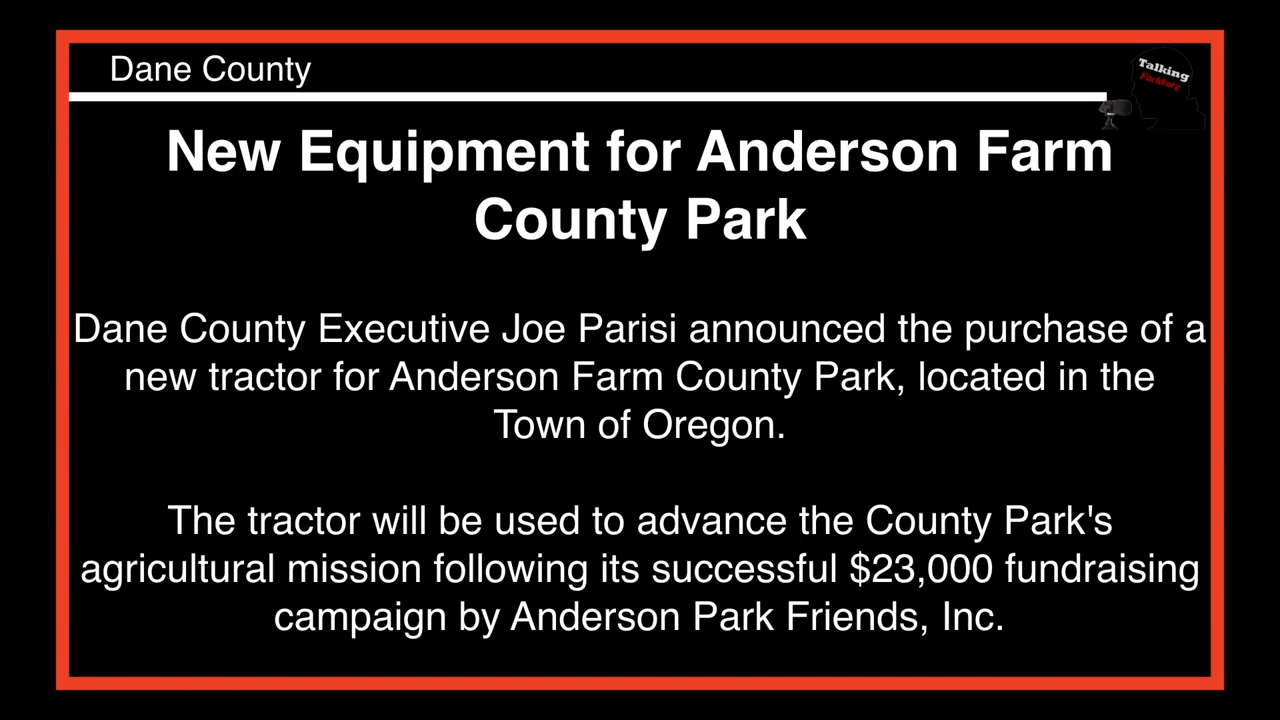 Dane County
Talking
Fitchburg
New Equipment for Anderson Farm
County Park
Dane County Executive Joe Parisi announced the purchase of a
new tractor for Anderson Farm County Park, located in the
Town of Oregon.
The tractor will be used to advance the County Park's
agricultural mission following its successful $23,000 fundraising
campaign by Anderson Park Friends, Inc.